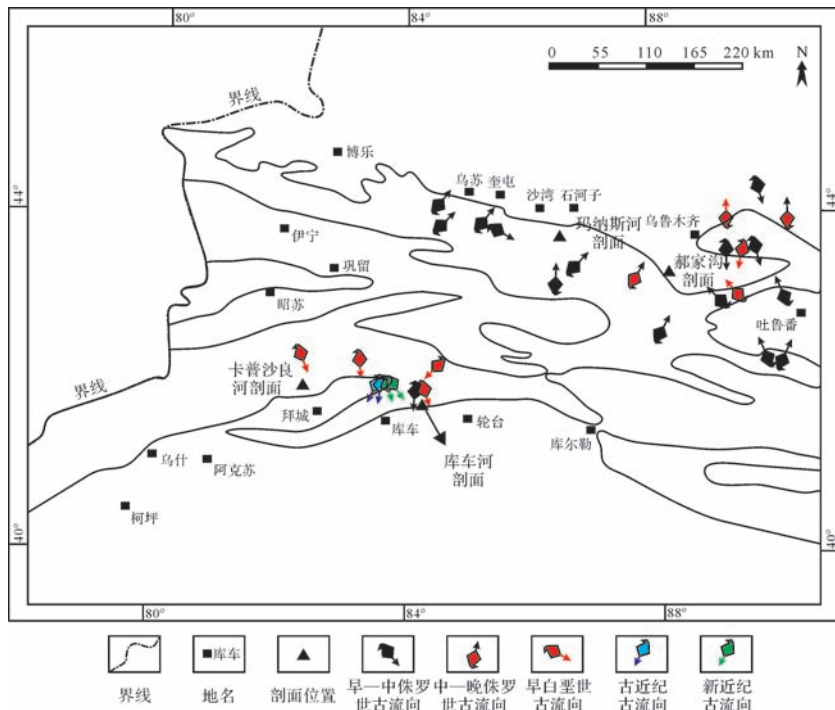 80°
84°
88°
0 55 110 165 220 km
N
界线
博乐
乌苏
奎屯
沙湾
石河子
44°
44°
玛纳斯河
剖面
乌鲁木齐
伊宁
郝家沟
剖面
巩留
昭苏
吐鲁番
卡普沙良
河剖面
界线
拜城
库车
轮台
库尔勒
乌什
阿克苏
库车河
剖面
柯坪
40°
40°
80°
84°
88°
库车
界线
地名
剖面位置
早—中侏罗
世古流向
中—晚侏罗
世古流向
早白垩世
古流向
古近纪
古流向
新近纪
古流向